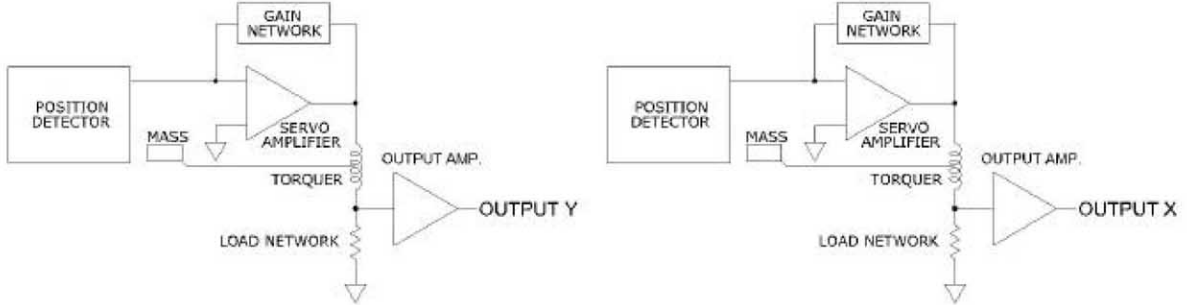 GAIN
NETWORK
POSITION
DETECTOR
MASS
SERVO
AMPLIFIER
TORQUER
OUTPUT AMP.
OUTPUT Y
LOAD NETWORK
GAIN
NETWORK
POSITION
DETECTOR
MASS
SERVO
AMPLIFIER
TORQUER
OUTPUT AMP.
OUTPUT X
LOAD NETWORK